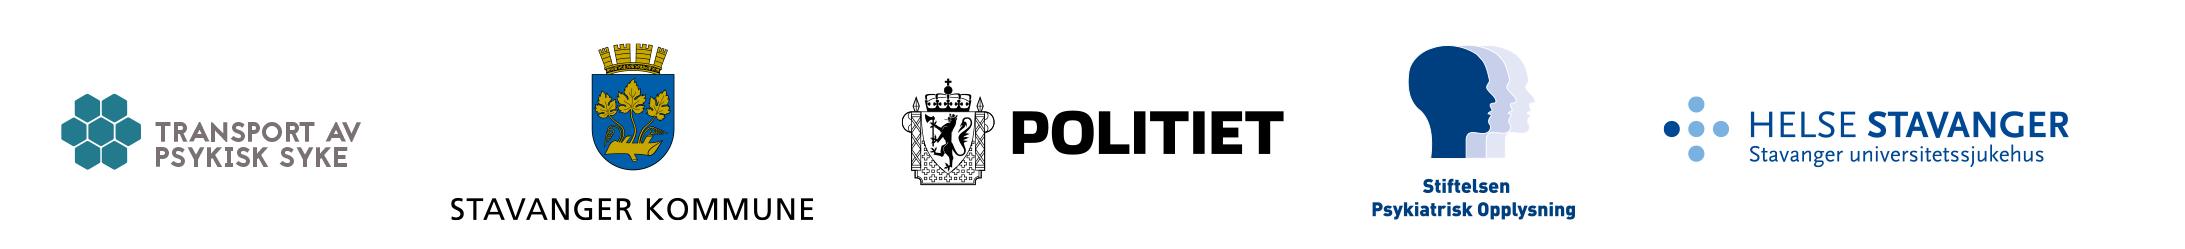 TRANSPORT AV
PSYKISK SYKE
STAVANGER KOMMUNE
POLITIET
Stiftelsen
Psykiatrisk Opplysning
HELSE STAVANGER
Stavanger universitetssjukehus